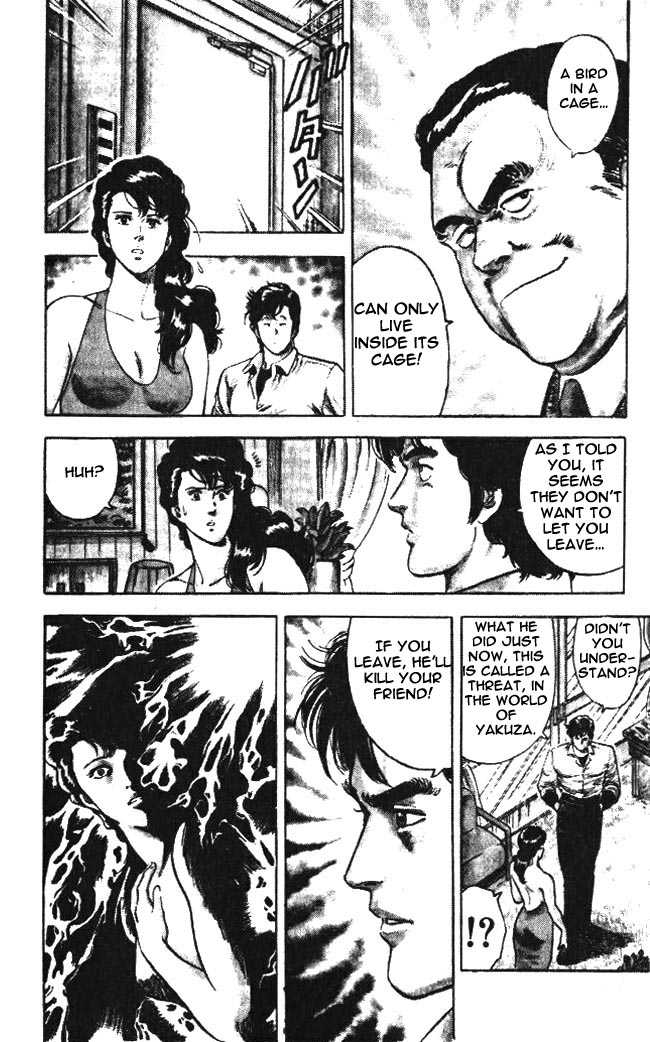 A BIRD
IN A
CAGE...
CAN ONLY
LIVE
INSIDE ITS
CAGE!
バタン
AS I TOLD
YOU, IT
SEEMS
THEY DON'T
WANT TO
LET YOU
LEAVE...
HUH?
DIDN'T
YOU
UNDER-
STAND?
WHAT HE
DID JUST
NOW, THIS
IS CALLED A
THREAT, IN
THE WORLD
OF
YAKUZA.
!?
IF YOU
LEAVE, HE'LL
KILL YOUR
FRIEND!